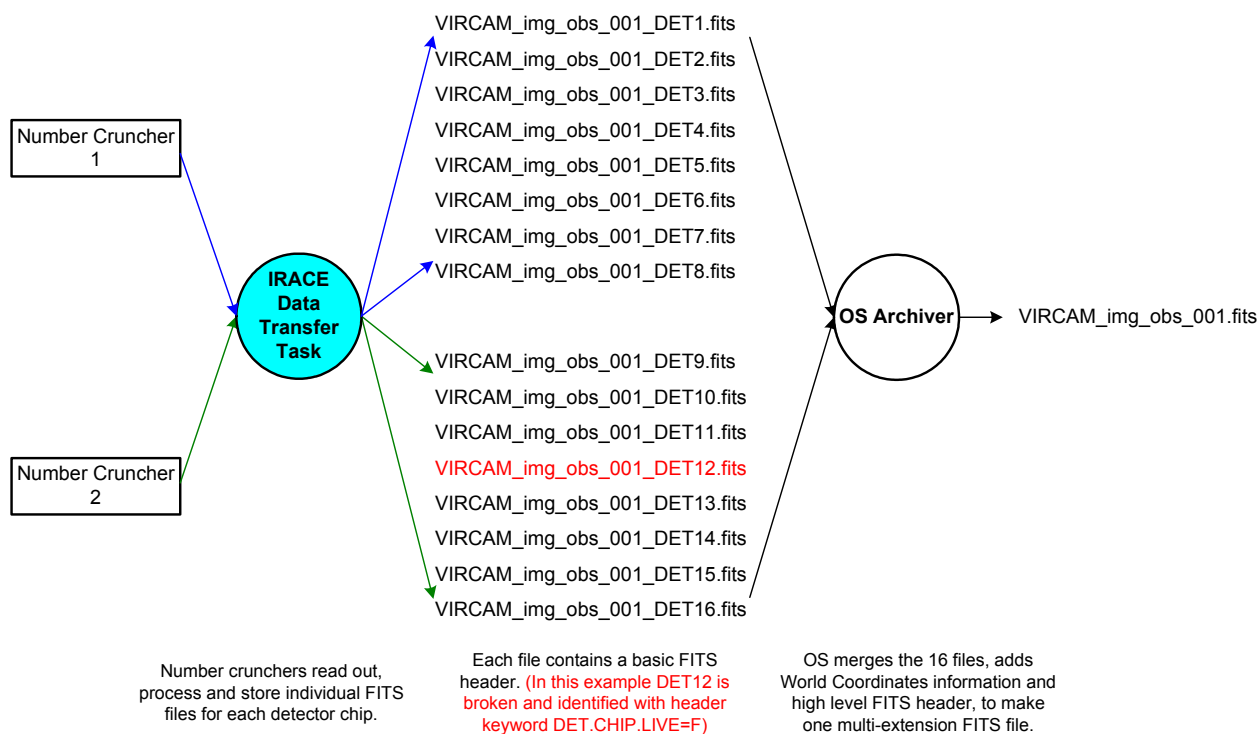 Number Cruncher
1
Number Cruncher
2
IRACE
Data
Transfer
Task
VIRCAM_img_obs_001_DET1.fits
VIRCAM_img_obs_001_DET2.fits
VIRCAM_img_obs_001_DET3.fits
VIRCAM_img_obs_001_DET4.fits
VIRCAM_img_obs_001_DET5.fits
VIRCAM_img_obs_001_DET6.fits
VIRCAM_img_obs_001_DET7.fits
VIRCAM_img_obs_001_DET8.fits
VIRCAM_img_obs_001_DET9.fits
VIRCAM_img_obs_001_DET10.fits
VIRCAM_img_obs_001_DET11.fits
VIRCAM_img_obs_001_DET12.fits
VIRCAM_img_obs_001_DET13.fits
VIRCAM_img_obs_001_DET14.fits
VIRCAM_img_obs_001_DET15.fits
VIRCAM_img_obs_001_DET16.fits
OS Archiver
VIRCAM_img_obs_001.fits
Number crunchers read out,
process and store individual FITS
files for each detector chip.
Each file contains a basic FITS
header. (In this example DET12 is
broken and identified with header
keyword DET.CHIP.LIVE=F)
OS merges the 16 files, adds
World Coordinates information and
high level FITS header, to make
one multi-extension FITS file.